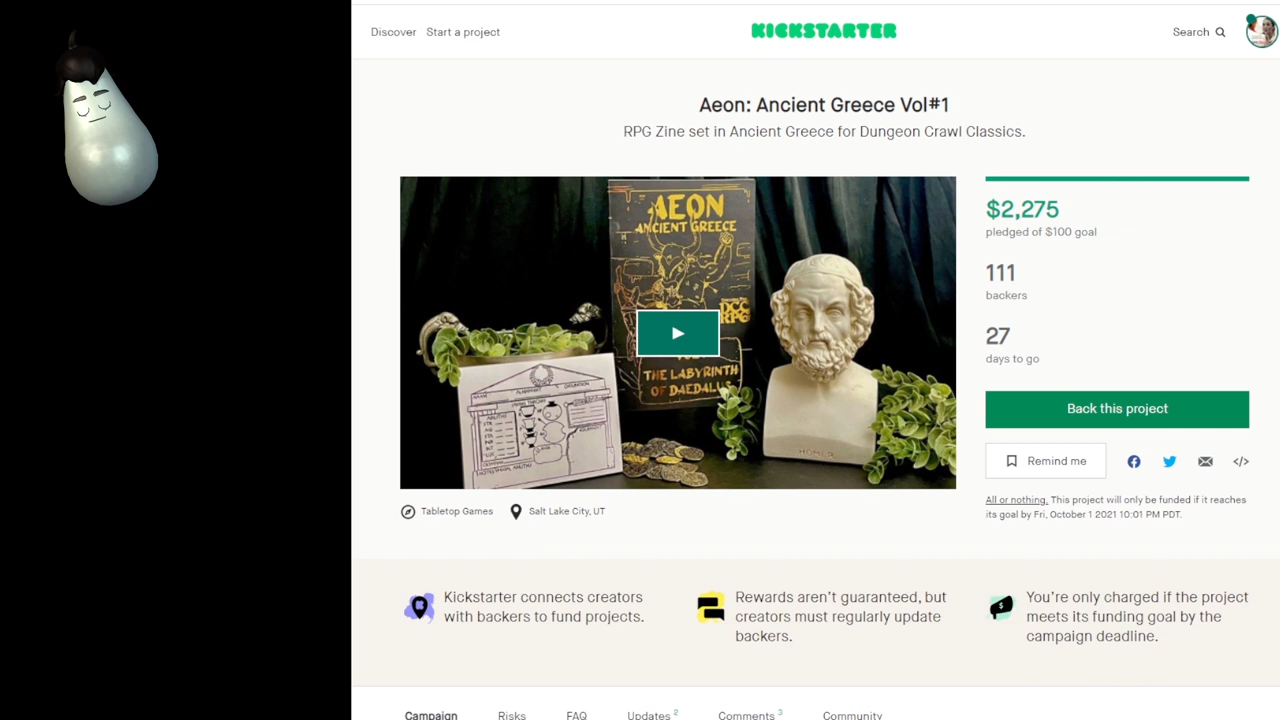 Discover Start a project
KICKSTARTER
Search
Aeon: Ancient Greece Vol#1
RPG Zine set in Ancient Greece for Dungeon Crawl Classics.
AEON
ANCIENT GREECE
DCC
RPG
THE LABYRINTH
OF DAEDALUS
HOMER
$2,275
pledged of $100 goal
111
backers
27
days to go
Back this project
Remind me
All or nothing. This project will only be funded if it reaches
its goal by Fri, October 1 2021 10:01 PM PDT.
Tabletop Games Salt Lake City, UT
Kickstarter connects creators
with backers to fund projects.
Rewards aren't guaranteed, but
creators must regularly update
backers.
You're only charged if the project
meets its funding goal by the
campaign deadline.
Campaign Risks FAQ Updates 2 Comments 3 Community